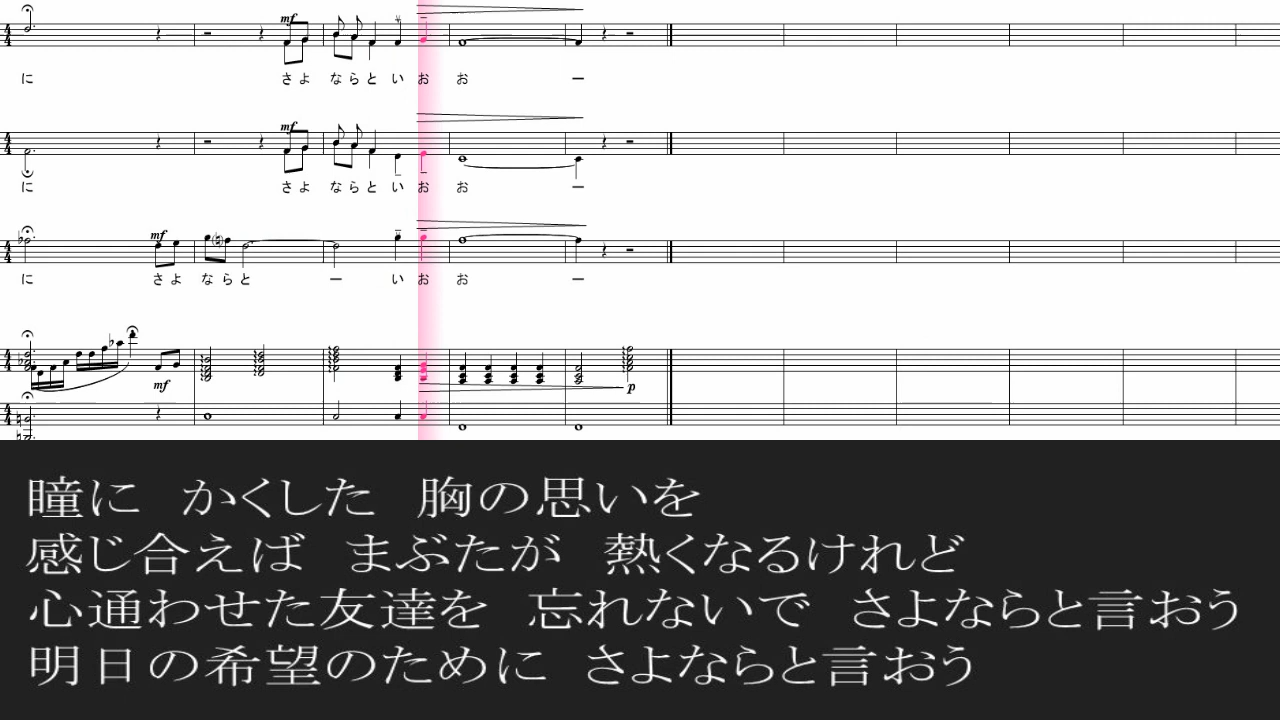 mf
に さよ ならと い お お ー
mf
に さよ ならと い お お ー
mf
に さよ ならと ー い お お ー
mf p
瞳に かくした 胸の思いを
感じ合えば まぶたが 熱くなるけれど
心通わせた友達を 忘れないで さよならと言おう
明日の希望のために さよならと言おう